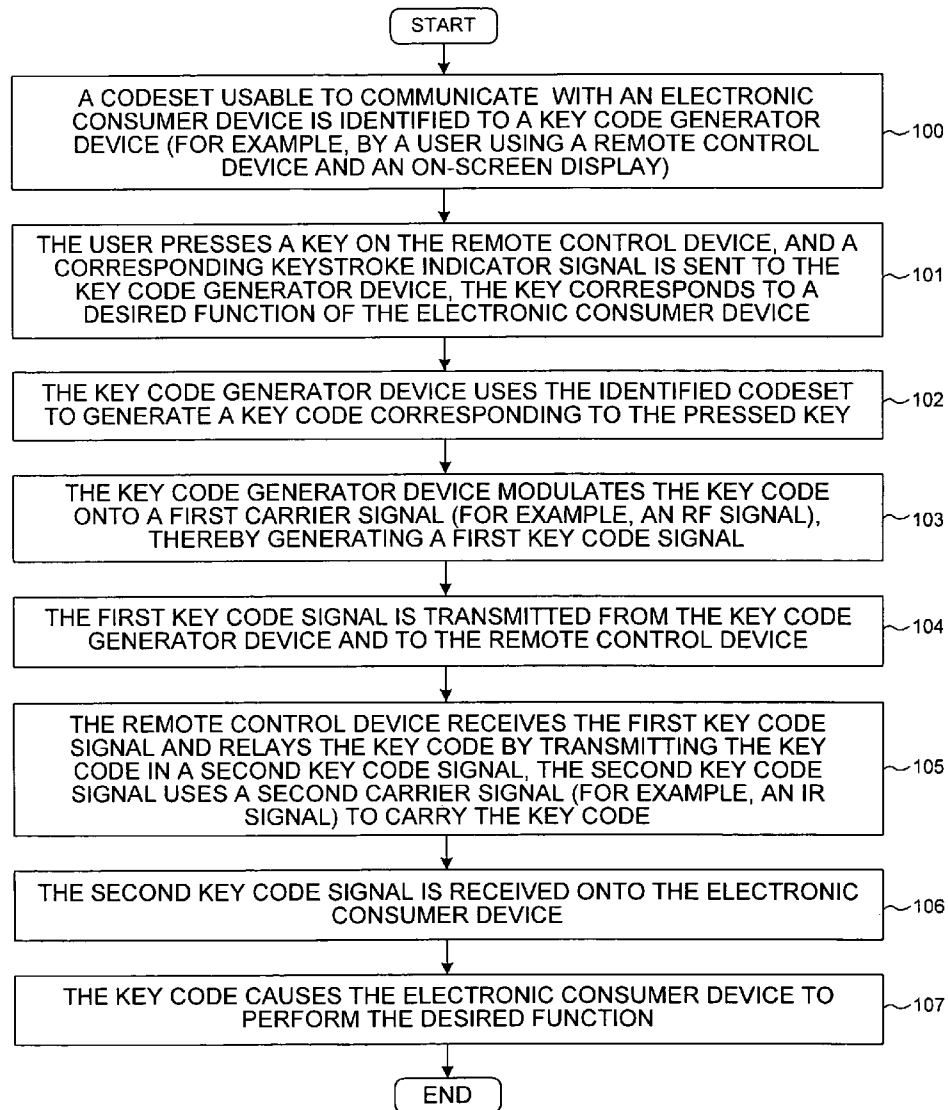 START
A CODESET USABLE TO COMMUNICATE WITH AN ELECTRONIC
CONSUMER DEVICE IS IDENTIFIED TO A KEY CODE GENERATOR
DEVICE (FOR EXAMPLE, BY A USER USING A REMOTE CONTROL
DEVICE AND AN ON-SCREEN DISPLAY)
100
THE USER PRESSES A KEY ON THE REMOTE CONTROL DEVICE, AND A
CORRESPONDING KEYSTROKE INDICATOR SIGNAL IS SENT TO THE
KEY CODE GENERATOR DEVICE, THE KEY CORRESPONDS TO A
DESIRED FUNCTION OF THE ELECTRONIC CONSUMER DEVICE
101
THE KEY CODE GENERATOR DEVICE USES THE IDENTIFIED CODESET
TO GENERATE A KEY CODE CORRESPONDING TO THE PRESSED KEY
102
THE KEY CODE GENERATOR DEVICE MODULATES THE KEY CODE
ONTO A FIRST CARRIER SIGNAL (FOR EXAMPLE, AN RF SIGNAL),
THEREBY GENERATING A FIRST KEY CODE SIGNAL
103
THE FIRST KEY CODE SIGNAL IS TRANSMITTED FROM THE KEY CODE
GENERATOR DEVICE AND TO THE REMOTE CONTROL DEVICE
104
THE REMOTE CONTROL DEVICE RECEIVES THE FIRST KEY CODE
SIGNAL AND RELAYS THE KEY CODE BY TRANSMITTING THE KEY
CODE IN A SECOND KEY CODE SIGNAL, THE SECOND KEY CODE
SIGNAL USES A SECOND CARRIER SIGNAL (FOR EXAMPLE, AN IR
SIGNAL) TO CARRY THE KEY CODE
105
THE SECOND KEY CODE SIGNAL IS RECEIVED ONTO THE ELECTRONIC
CONSUMER DEVICE
106
THE KEY CODE CAUSES THE ELECTRONIC CONSUMER DEVICE TO
PERFORM THE DESIRED FUNCTION
107
END